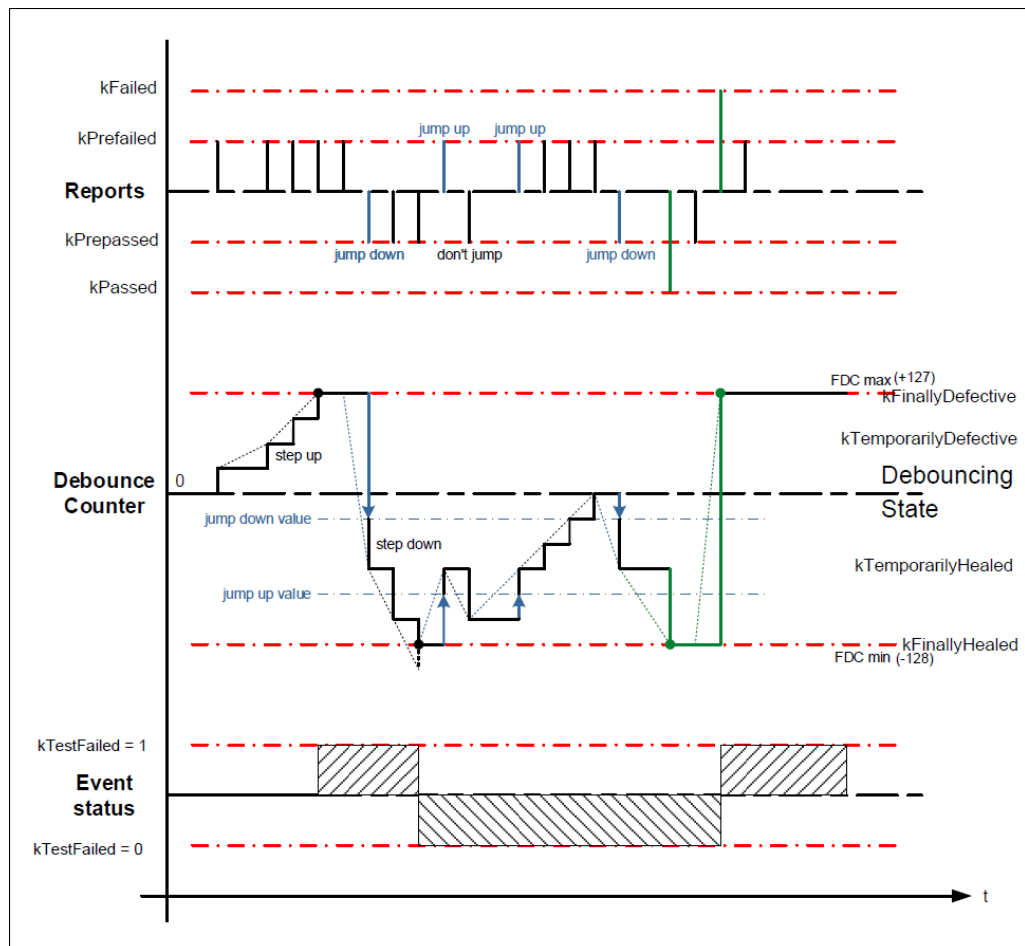 kFailed
kPrefailed
jump up
jump up
Reports
kPrepassed
jump down
don't jump
jump down
kPassed
FDC max (+127)
kFinallyDefective
kTemporarilyDefective
step up
Debounce
Counter
0
Debouncing
State
jump down value
step down
kTemporarilyHealed
jump up value
kFinallyHealed
FDC min (-128)
kTestFailed = 1
Event
status
kTestFailed = 0
t